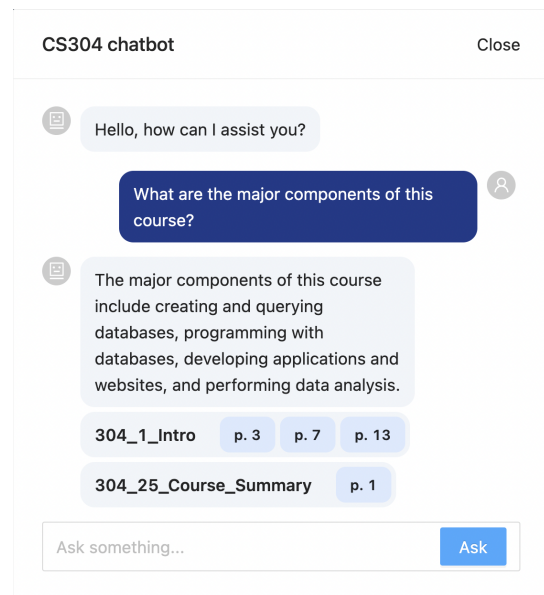 CS304 chatbot
Close
Hello, how can I assist you?
What are the major components of this
course?
The major components of this course
include creating and querying
databases, programming with
databases, developing applications and
websites, and performing data analysis.
304_1_Intro p. 3 p. 7 p. 13
304_25_Course_Summary p. 1
Ask something...
Ask